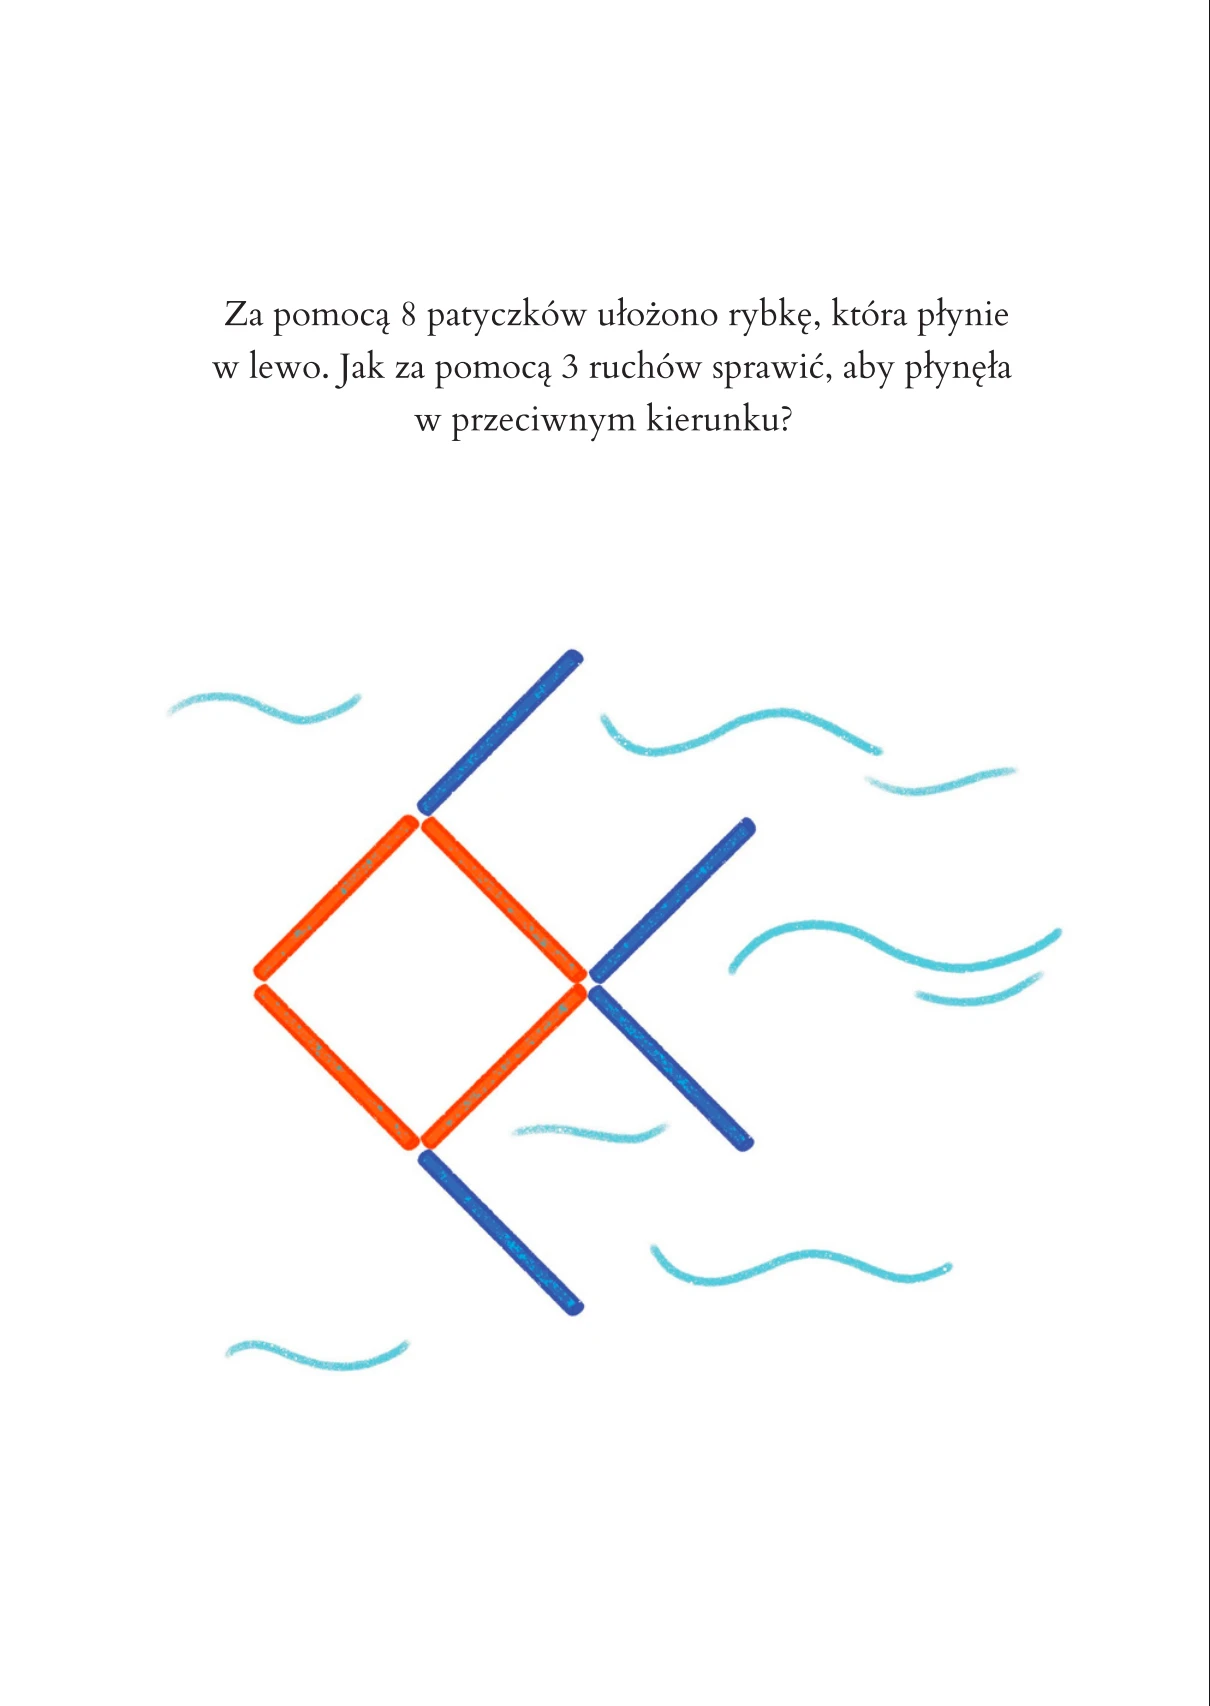 Za pomocą 8 patyczków ułożono rybkę, która płynie
w lewo. Jak za pomocą 3 ruchów sprawić, aby płynęła
w przeciwnym kierunku?